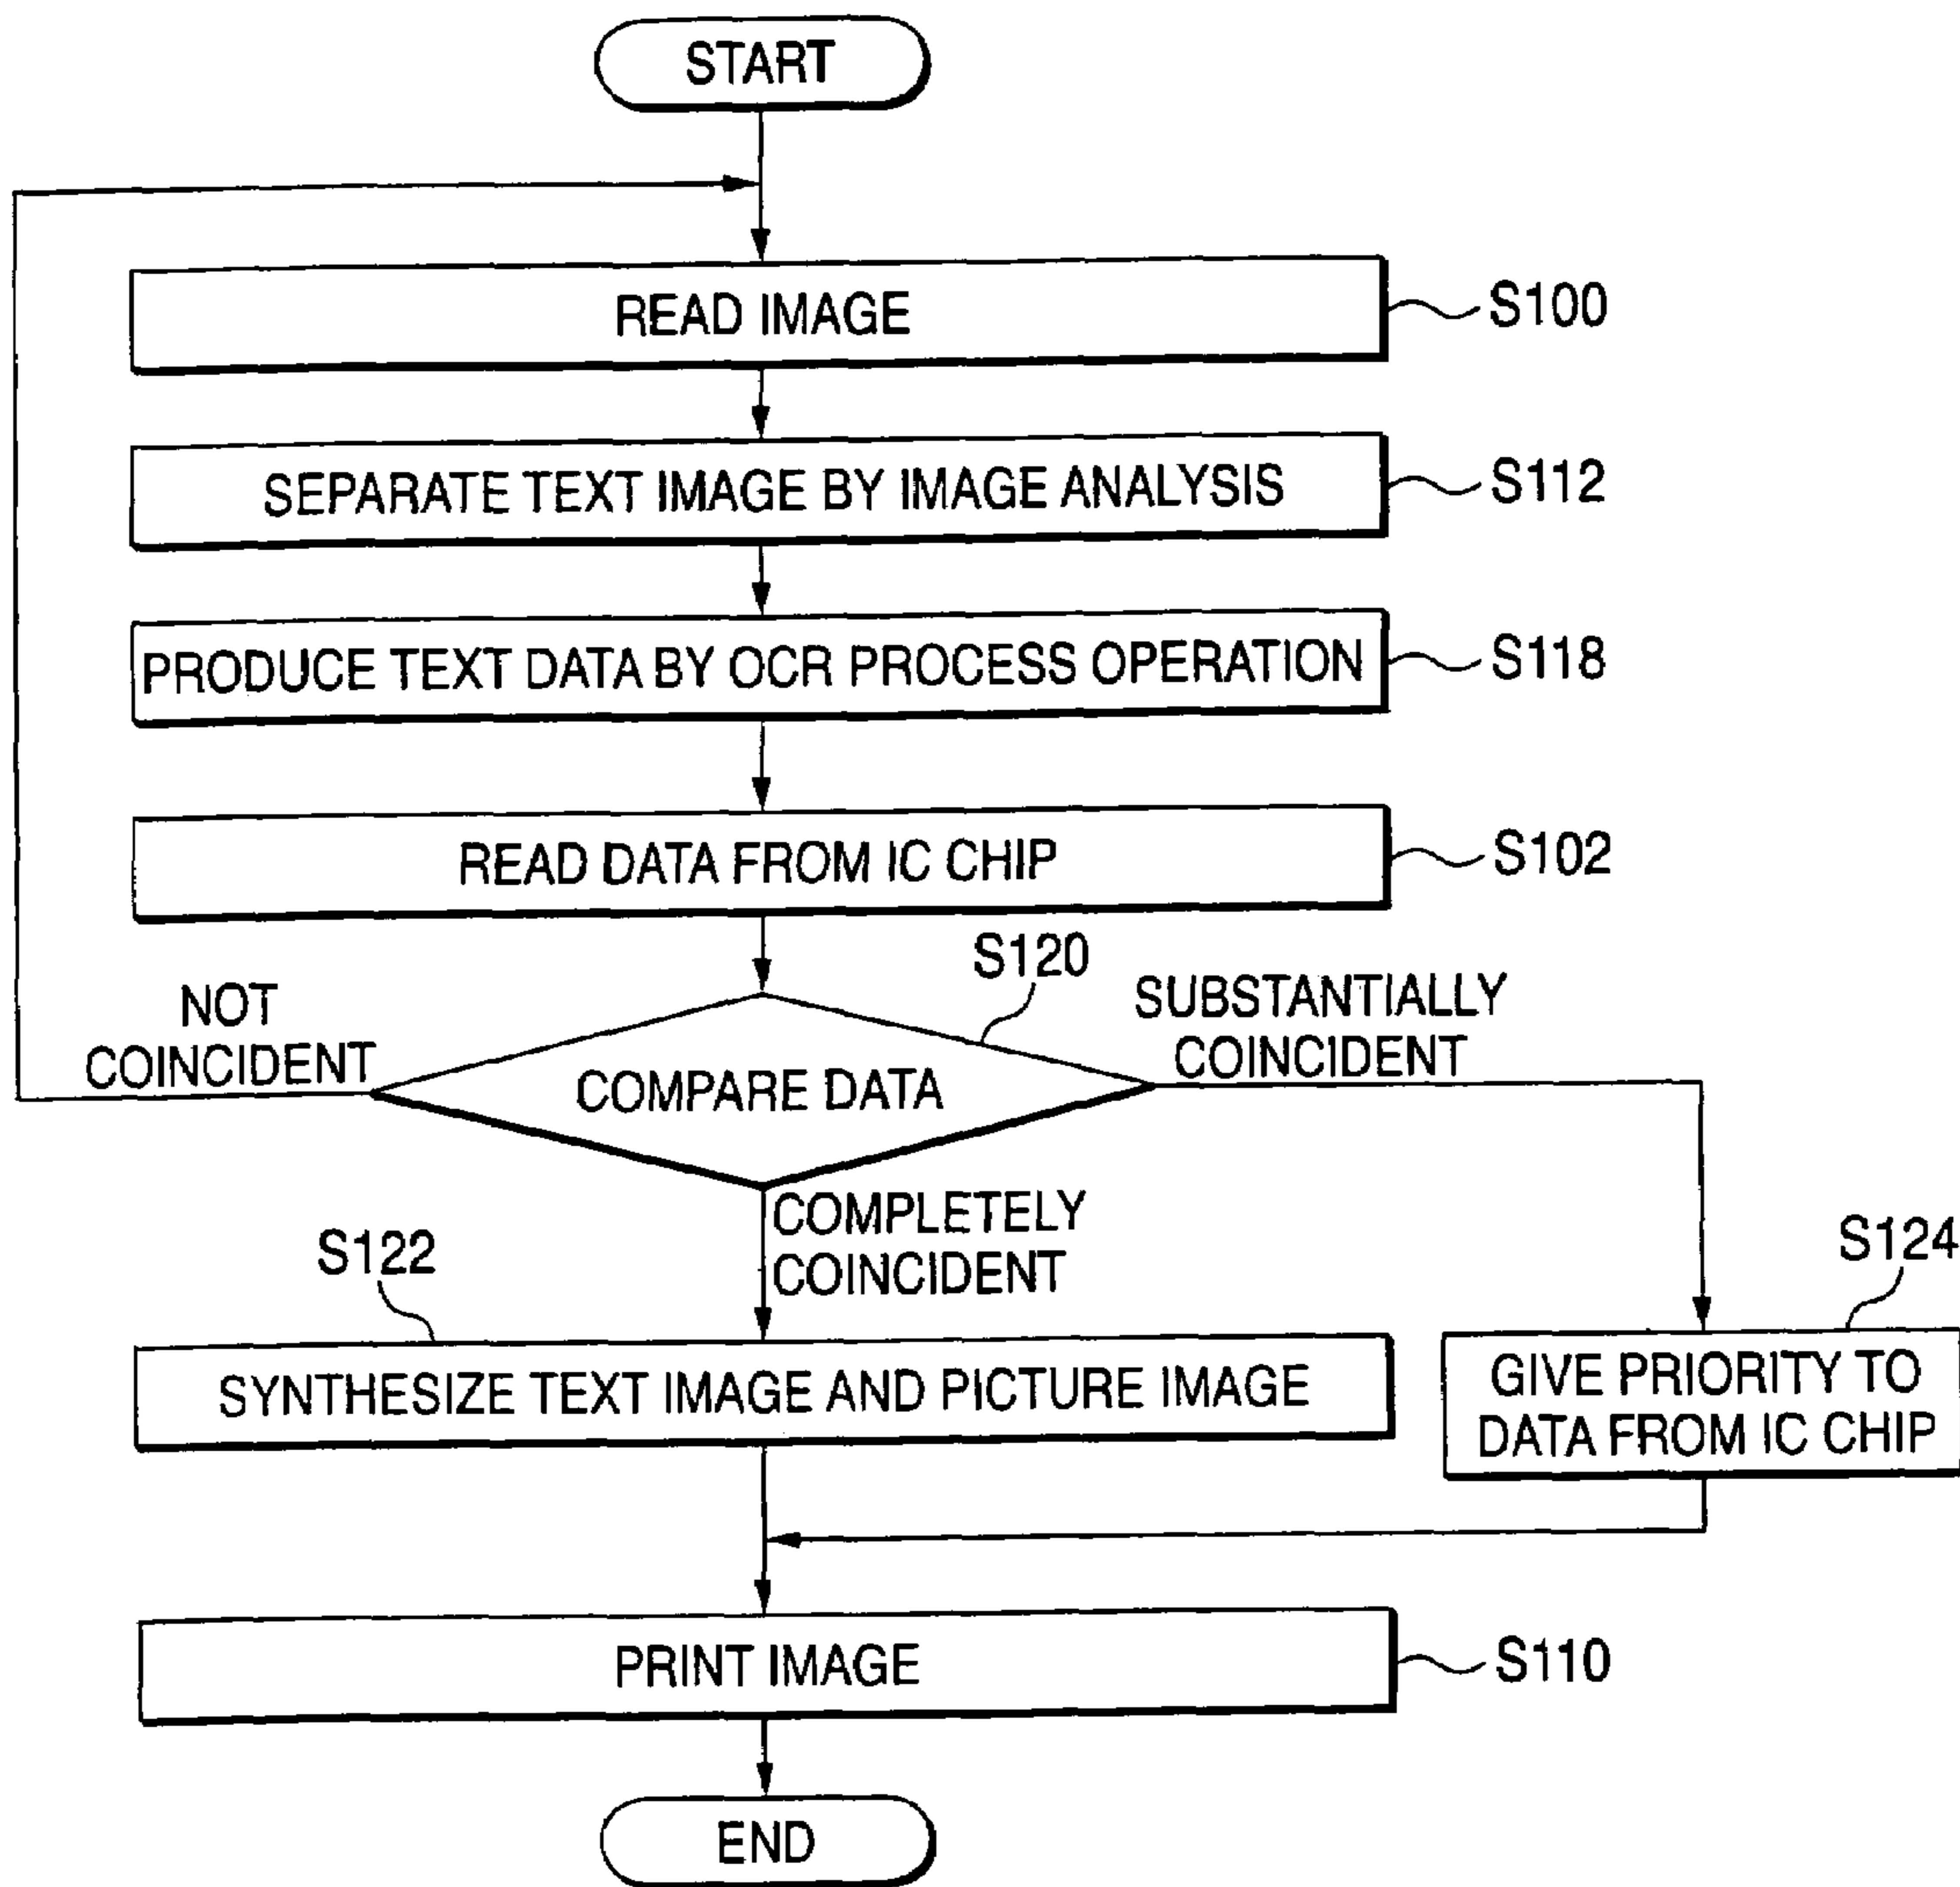 START
READ IMAGE
S100
SEPARATE TEXT IMAGE BY IMAGE ANALYSIS
S112
PRODUCE TEXT DATA BY OCR PROCESS OPERATION
S118
READ DATA FROM IC CHIP
S102
S120
NOT
COINCIDENT
COMPARE DATA
SUBSTANTIALLY
COINCIDENT
COMPLETELY
COINCIDENT
S122
SYNTHESIZE TEXT IMAGE AND PICTURE IMAGE
S124
GIVE PRIORITY TO
DATA FROM IC CHIP
PRINT IMAGE
S110
END